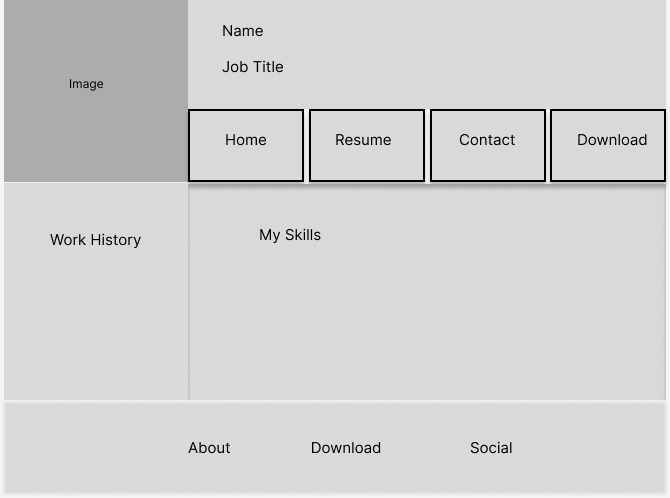 Name
Job Title
Image
Home
Resume
Contact
Download
Work History
My Skills
About
Download
Social